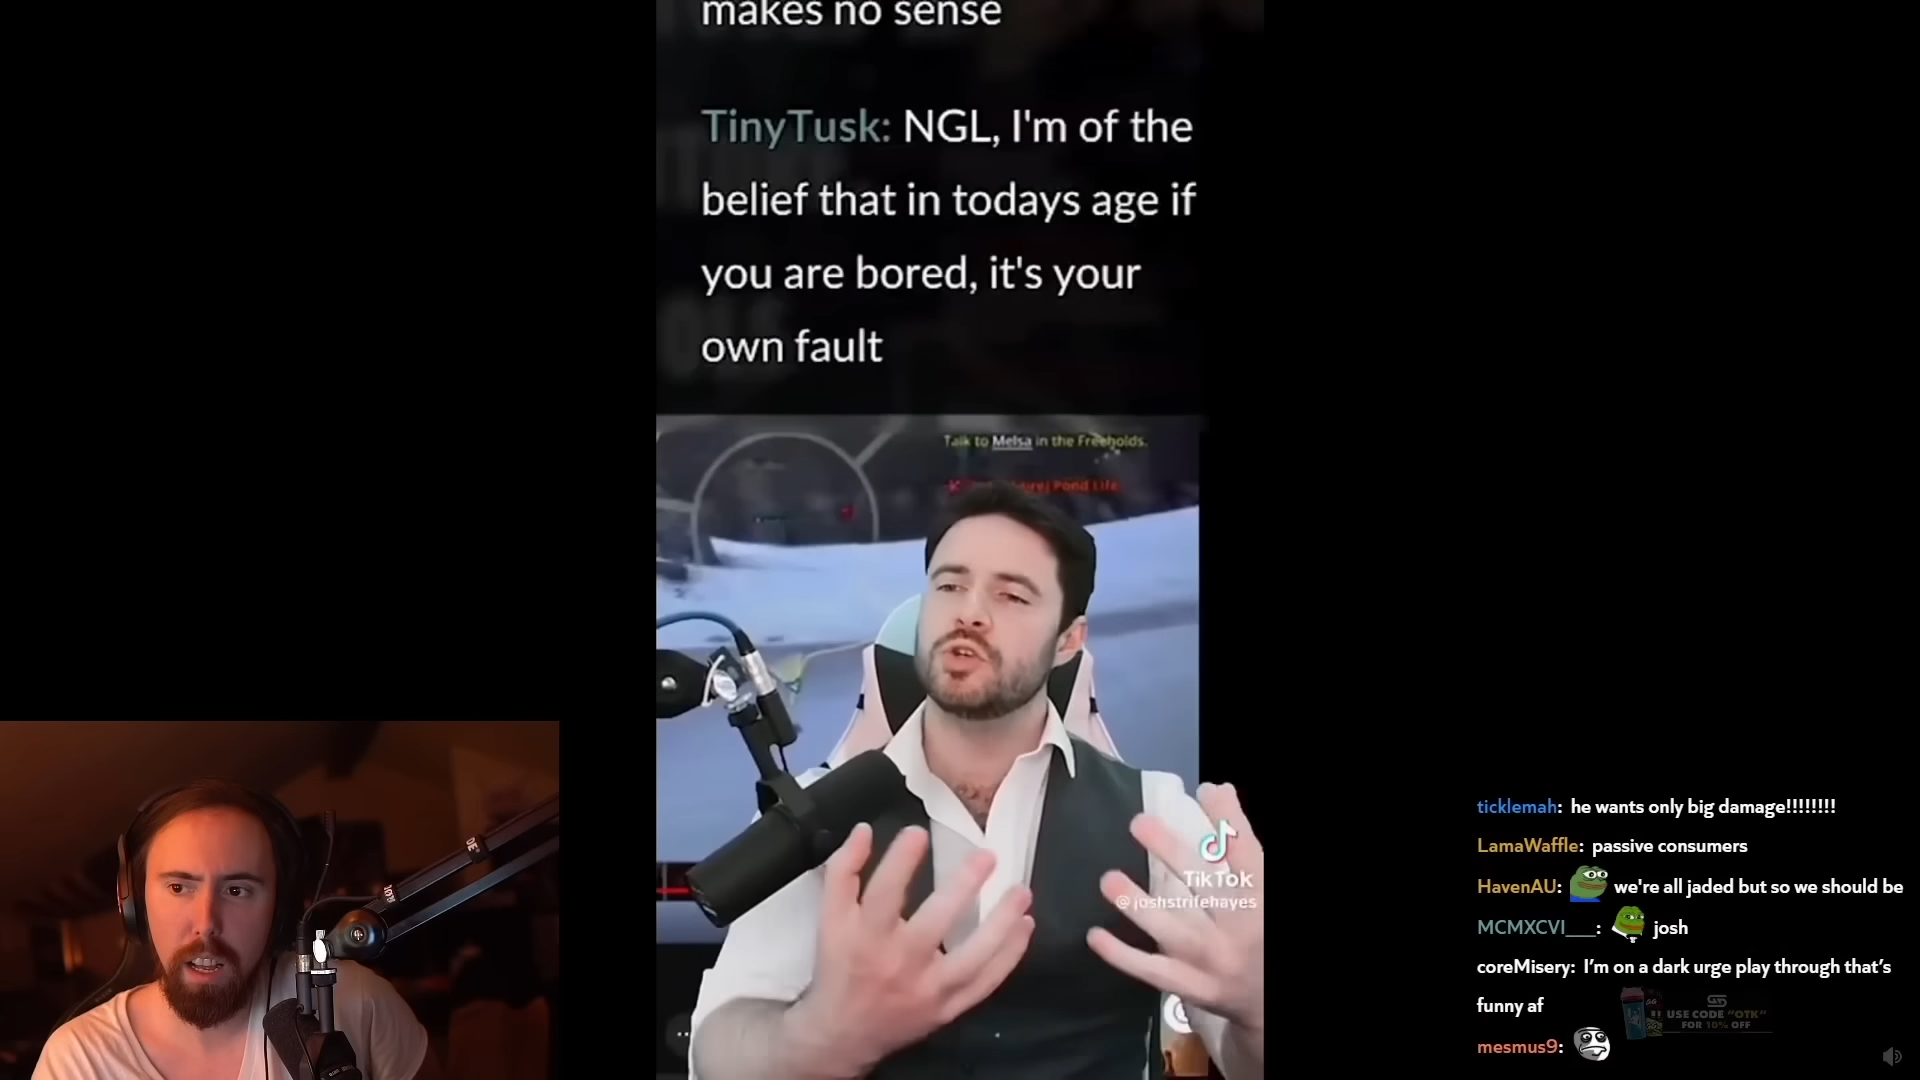 makes no sense
TinyTusk: NGL, I'm of the
belief that in todays age if
you are bored, it's your
own fault
Talk to Melsa in the Freeholds.
Pond Life
TikTok
@joshstrifehayes
ticklemah: he wants only big damage!!!!!!!!
LamaWaffle: passive consumers
HavenAU: we're all jaded but so we should be
MCMXCVI___: josh
coreMisery: I'm on a dark urge play through that's
funny af
USE CODE "OTK"
FOR 10% OFF
mesmus9: